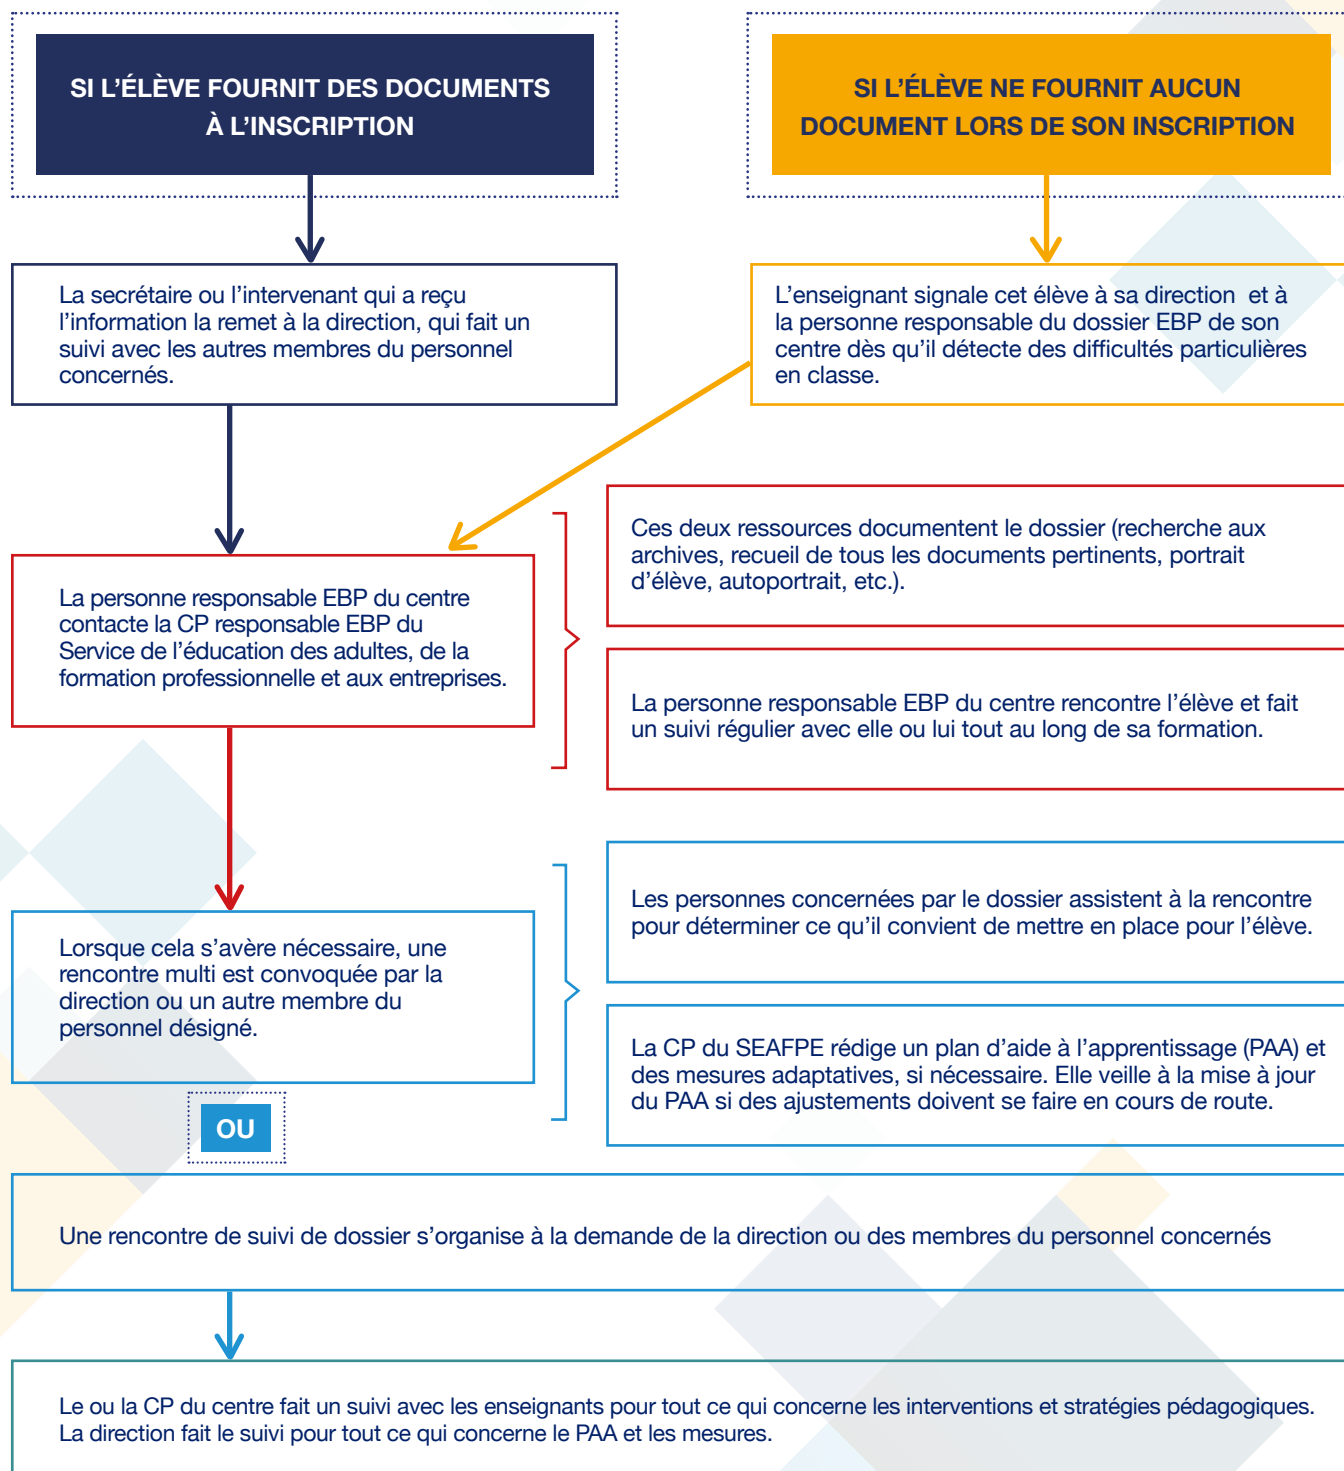 SI L’ÉLÈVE FOURNIT DES DOCUMENTS
À L’INSCRIPTION
SI L’ÉLÈVE NE FOURNIT AUCUN
DOCUMENT LORS DE SON INSCRIPTION
La secrétaire ou l’intervenant qui a reçu
l’information la remet à la direction, qui fait un
suivi avec les autres membres du personnel
concernés.
L’enseignant signale cet élève à sa direction et à
la personne responsable du dossier EBP de son
centre dès qu’il détecte des difficultés particulières
en classe.
La personne responsable EBP du centre
contacte la CP responsable EBP du
Service de l’éducation des adultes, de la
formation professionnelle et aux entreprises.
Ces deux ressources documentent le dossier (recherche aux
archives, recueil de tous les documents pertinents, portrait
d’élève, autoportrait, etc.).
La personne responsable EBP du centre rencontre l’élève et fait
un suivi régulier avec elle ou lui tout au long de sa formation.
Lorsque cela s’avère nécessaire, une
rencontre multi est convoquée par la
direction ou un autre membre du
personnel désigné.
Les personnes concernées par le dossier assistent à la rencontre
pour déterminer ce qu’il convient de mettre en place pour l’élève.
La CP du SEAFPE rédige un plan d’aide à l’apprentissage (PAA) et
des mesures adaptatives, si nécessaire. Elle veille à la mise à jour
du PAA si des ajustements doivent se faire en cours de route.
OU
Une rencontre de suivi de dossier s’organise à la demande de la direction ou des membres du personnel concernés
Le ou la CP du centre fait un suivi avec les enseignants pour tout ce qui concerne les interventions et stratégies pédagogiques.
La direction fait le suivi pour tout ce qui concerne le PAA et les mesures.